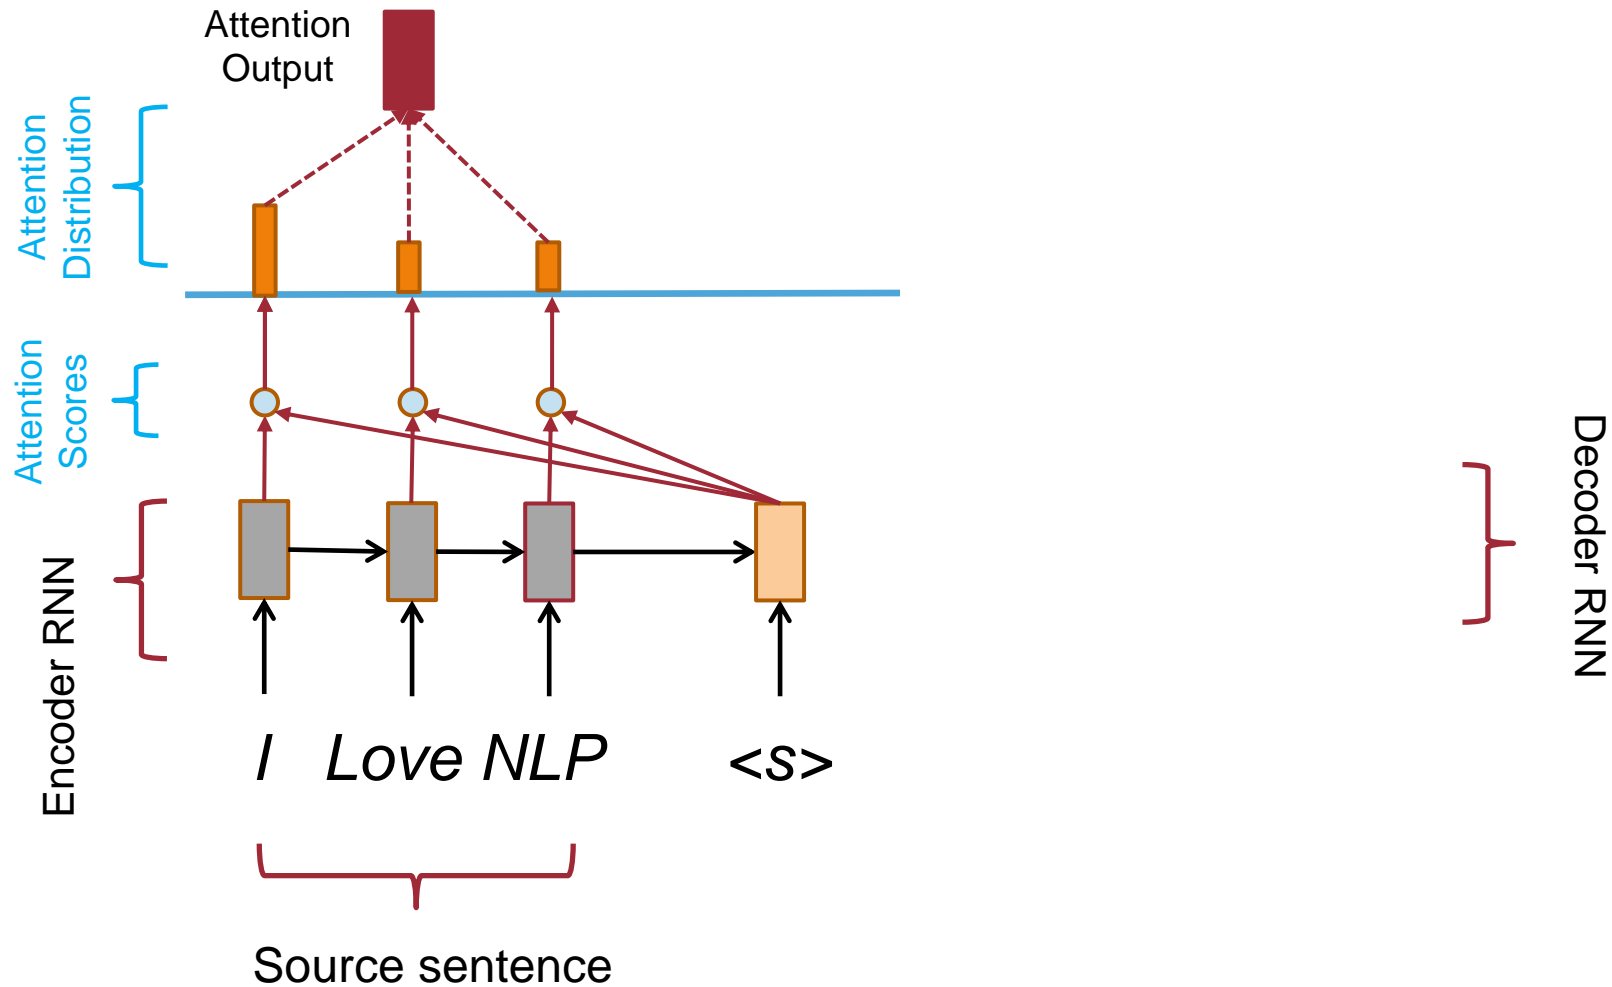 Attention
Output
Attention
Distribution
Attention
Scores
Encoder RNN
Decoder RNN
I Love NLP <s>
Source sentence